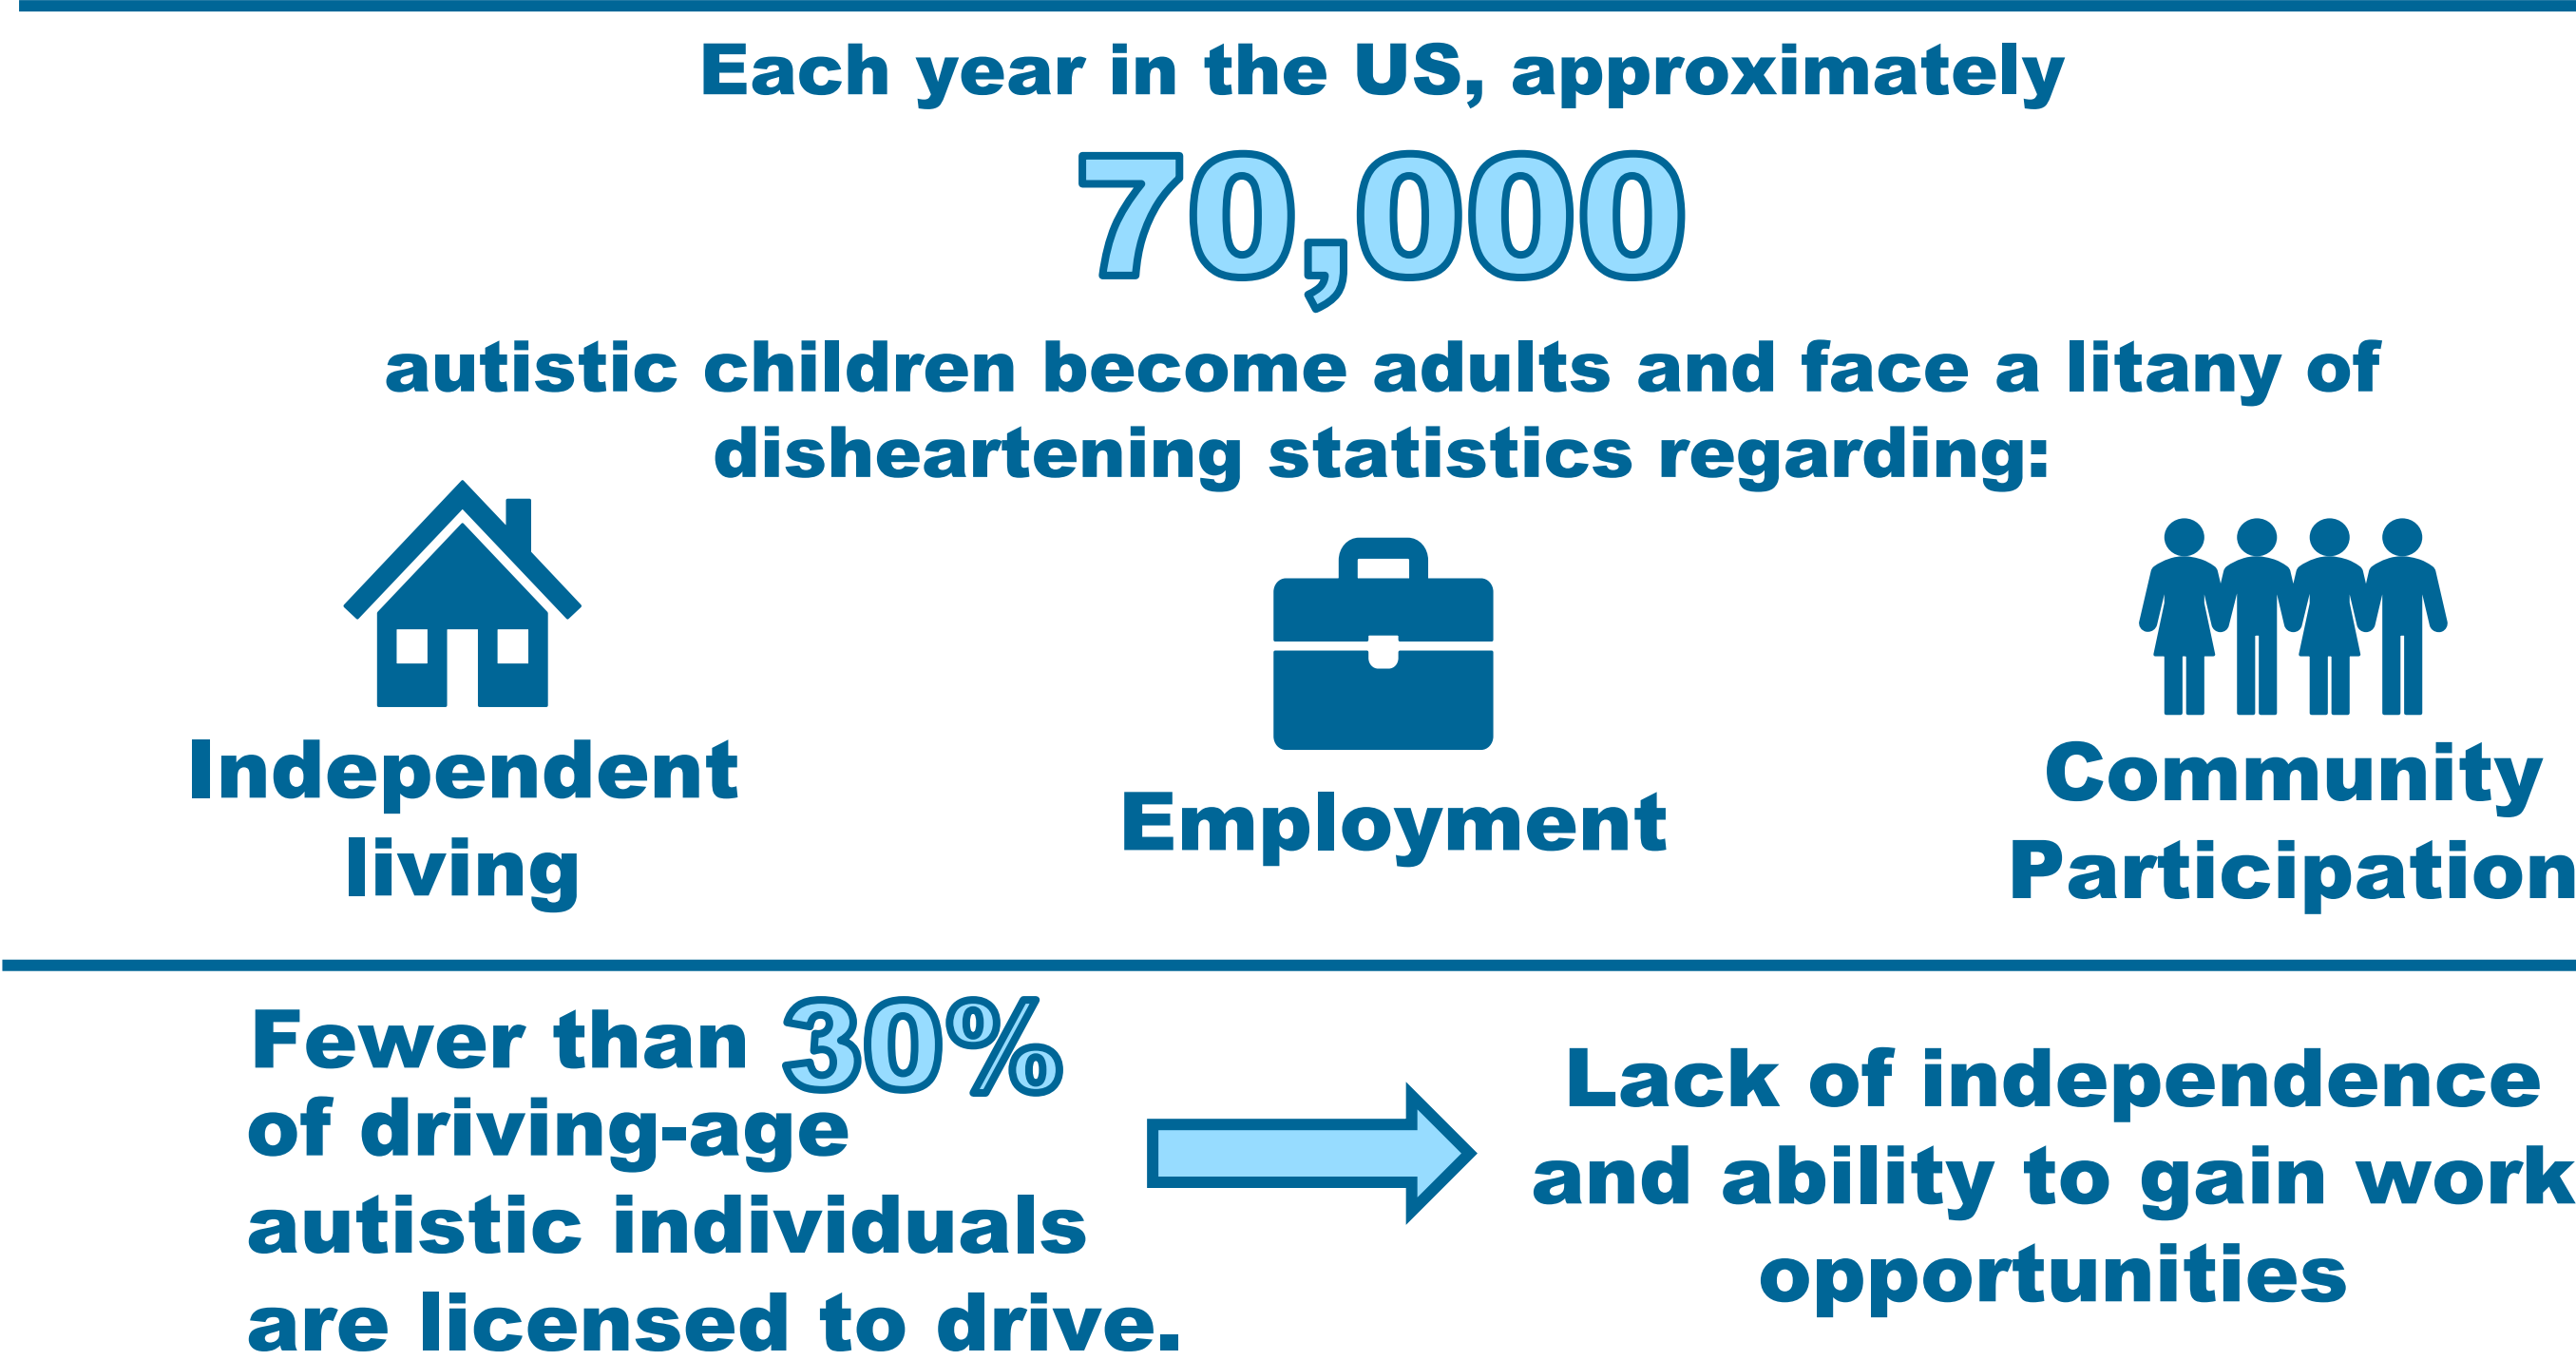 Each year in the US, approximately
70,000
autistic children become adults and face a litany of
disheartening statistics regarding:
Independent
living
Employment
Community
Participation
Fewer than 30%
of driving-age
autistic individuals
are licensed to drive.
Lack of independence
and ability to gain work
opportunities